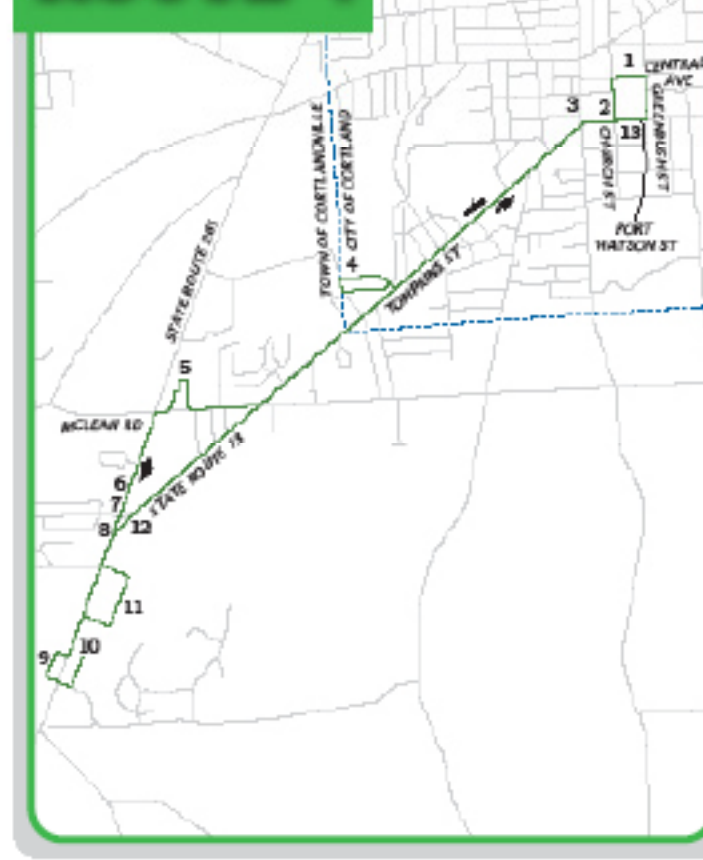 1
CENTRAL
AVE
3
2
13
GREENBUSH ST
CHURCH ST
PORT
WATSON ST
TOWN OF CORTLANDVILLE
CITY OF CORTLAND
4
TOMPKINS ST
STATE ROUTE 281
5
MCLEAN RD
STATE ROUTE 13
6
7
8
12
11
10
9